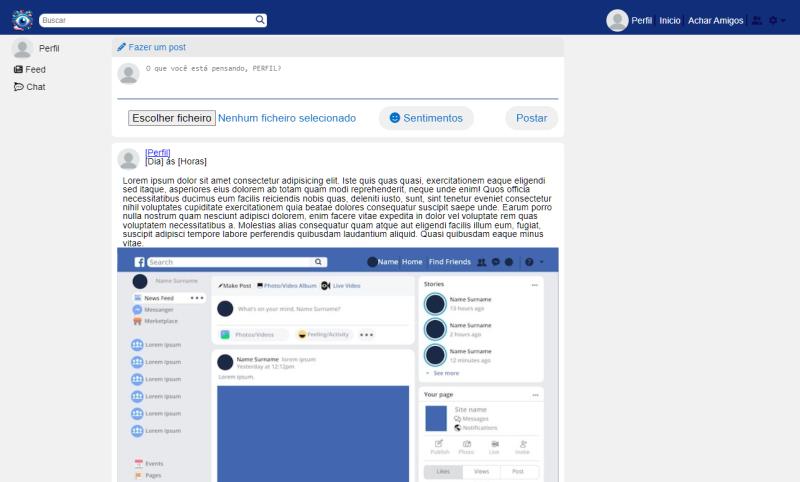 Buscar
Perfil
Inicio
Achar Amigos
Perfil
Feed
Chat
Fazer um post
O que você está pensando, PERFIL?
Escolher ficheiro Nenhum ficheiro selecionado
Sentimentos
Postar
[Perfil]
[Dia] ás [Horas]
Lorem ipsum dolor sit amet consectetur adipisicing elit. Iste quis quas quasi, exercitationem eaque eligendi
sed itaque, asperiores eius dolorem ab totam quam modi reprehenderit, neque unde enim! Quos officia
necessitatibus ducimus eum facilis reiciendis nobis quas, deleniti iusto, sunt, sint tenetur eveniet consectetur
nihil voluptates cupiditate exercitationem quia beatae dolores consequatur suscipit saepe unde. Earum porro
nulla nostrum quam nesciunt adipisci dolorem, enim facere vitae expedita in dolor vel voluptate rem quas
voluptatem necessitatibus a. Molestias alias consequatur quam atque aut eligendi facilis illum eum, fugiat,
suscipit adipisci tempore labore perferendis quibusdam laudantium aliquid. Quasi quibusdam eaque minus
vitae.
Search
Name
Home
Find Friends
Name Surname
News Feed
Messanger
Marketplace
Lorem ipsum
Lorem ipsum
Lorem ipsum
Lorem ipsum
Lorem ipsum
Lorem ipsum
Events
Pages
Make Post
Photo/Video Album
Live Video
What's on your mind, Name Surname?
Photos/Videos
Feeling/Activity
Name Surname lorem ipsum
Yesterday at 12:12pm
Lorem ipsum.
Stories
Name Surname
13 hours ago
Name Surname
2 hours ago
Name Surname
12 minutes ago
See more
Your page
Site name
Messages
Notifications
Publish
Photo
Live
Invite
Likes
Views
Post